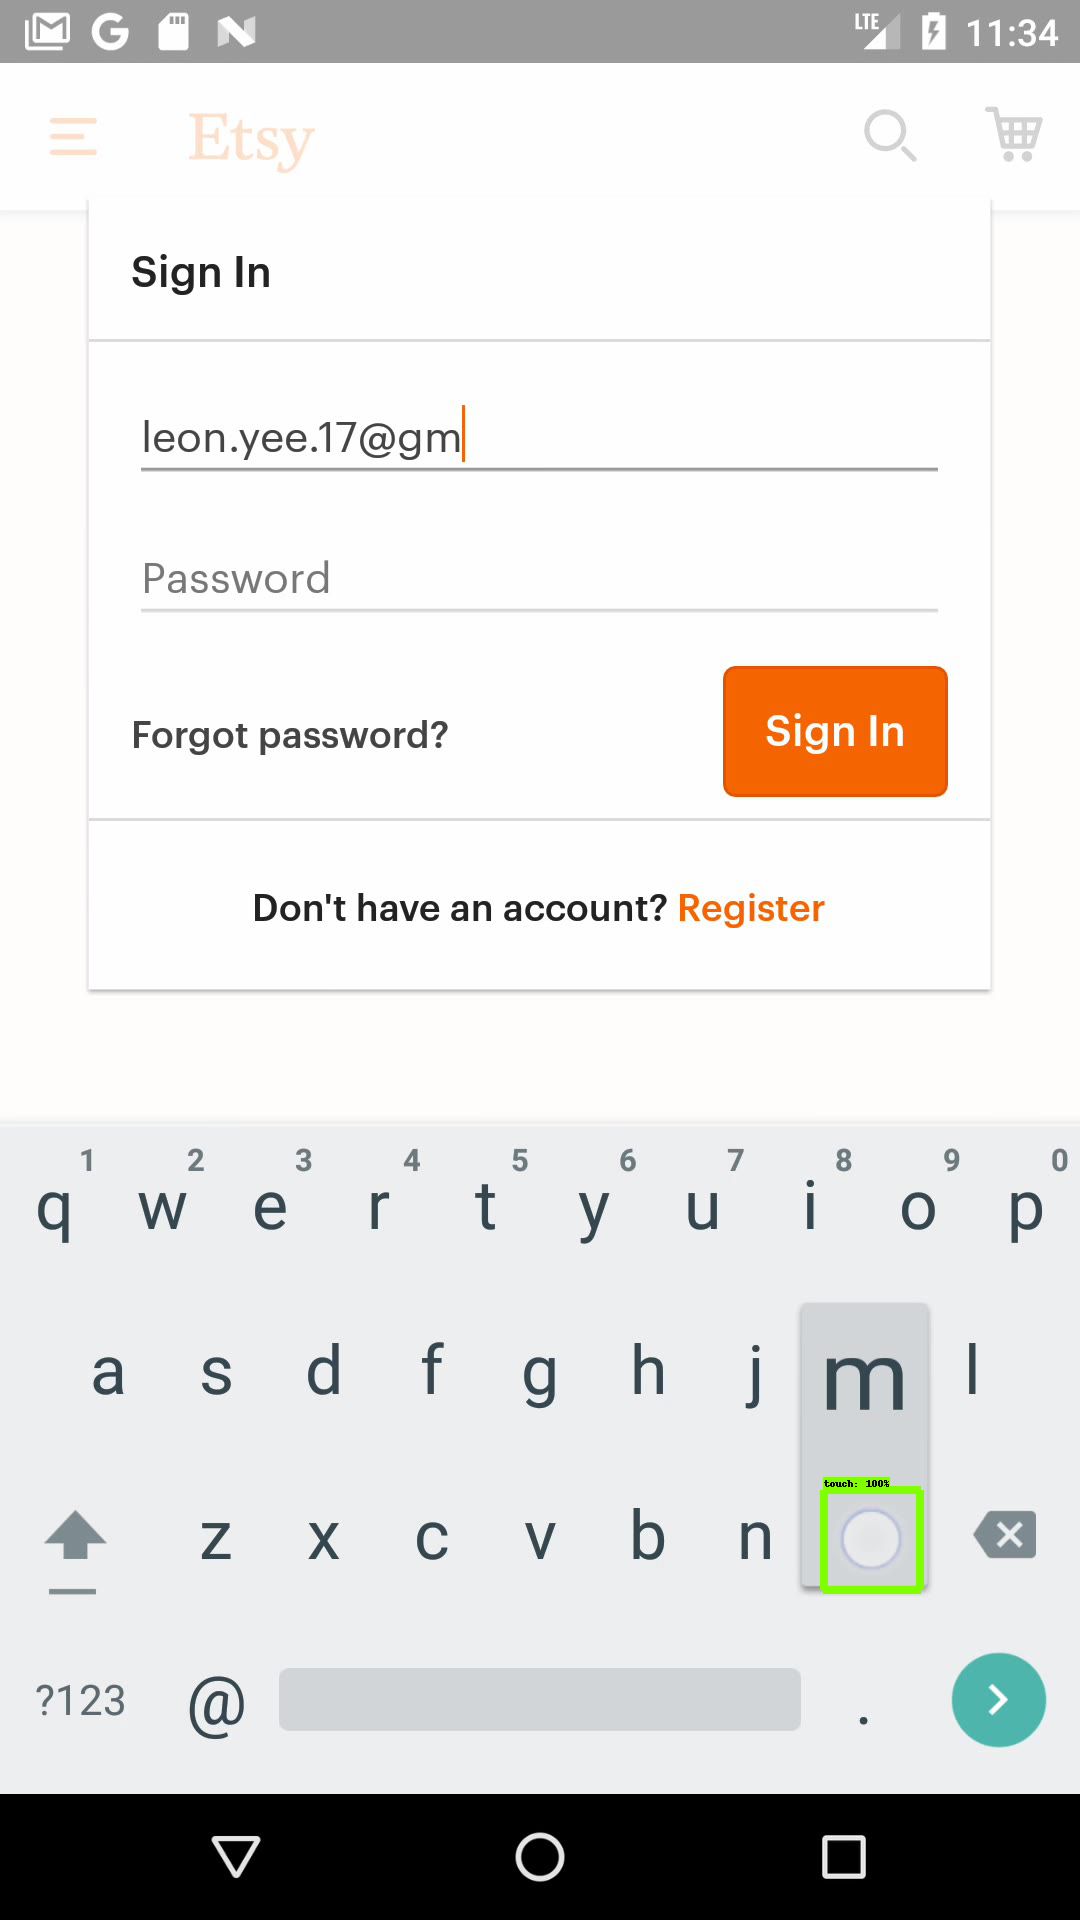 LTE 11:34
Etsy
Sign In
leon.yee.17@gm
Password
Forgot password?
Sign In
Don't have an account? Register
1 2 3 4 5 6 7 8 9 0
q w e r t y u i o p
a s d f g h j m l
touch: 100%
z x c v b n
?123 @ .